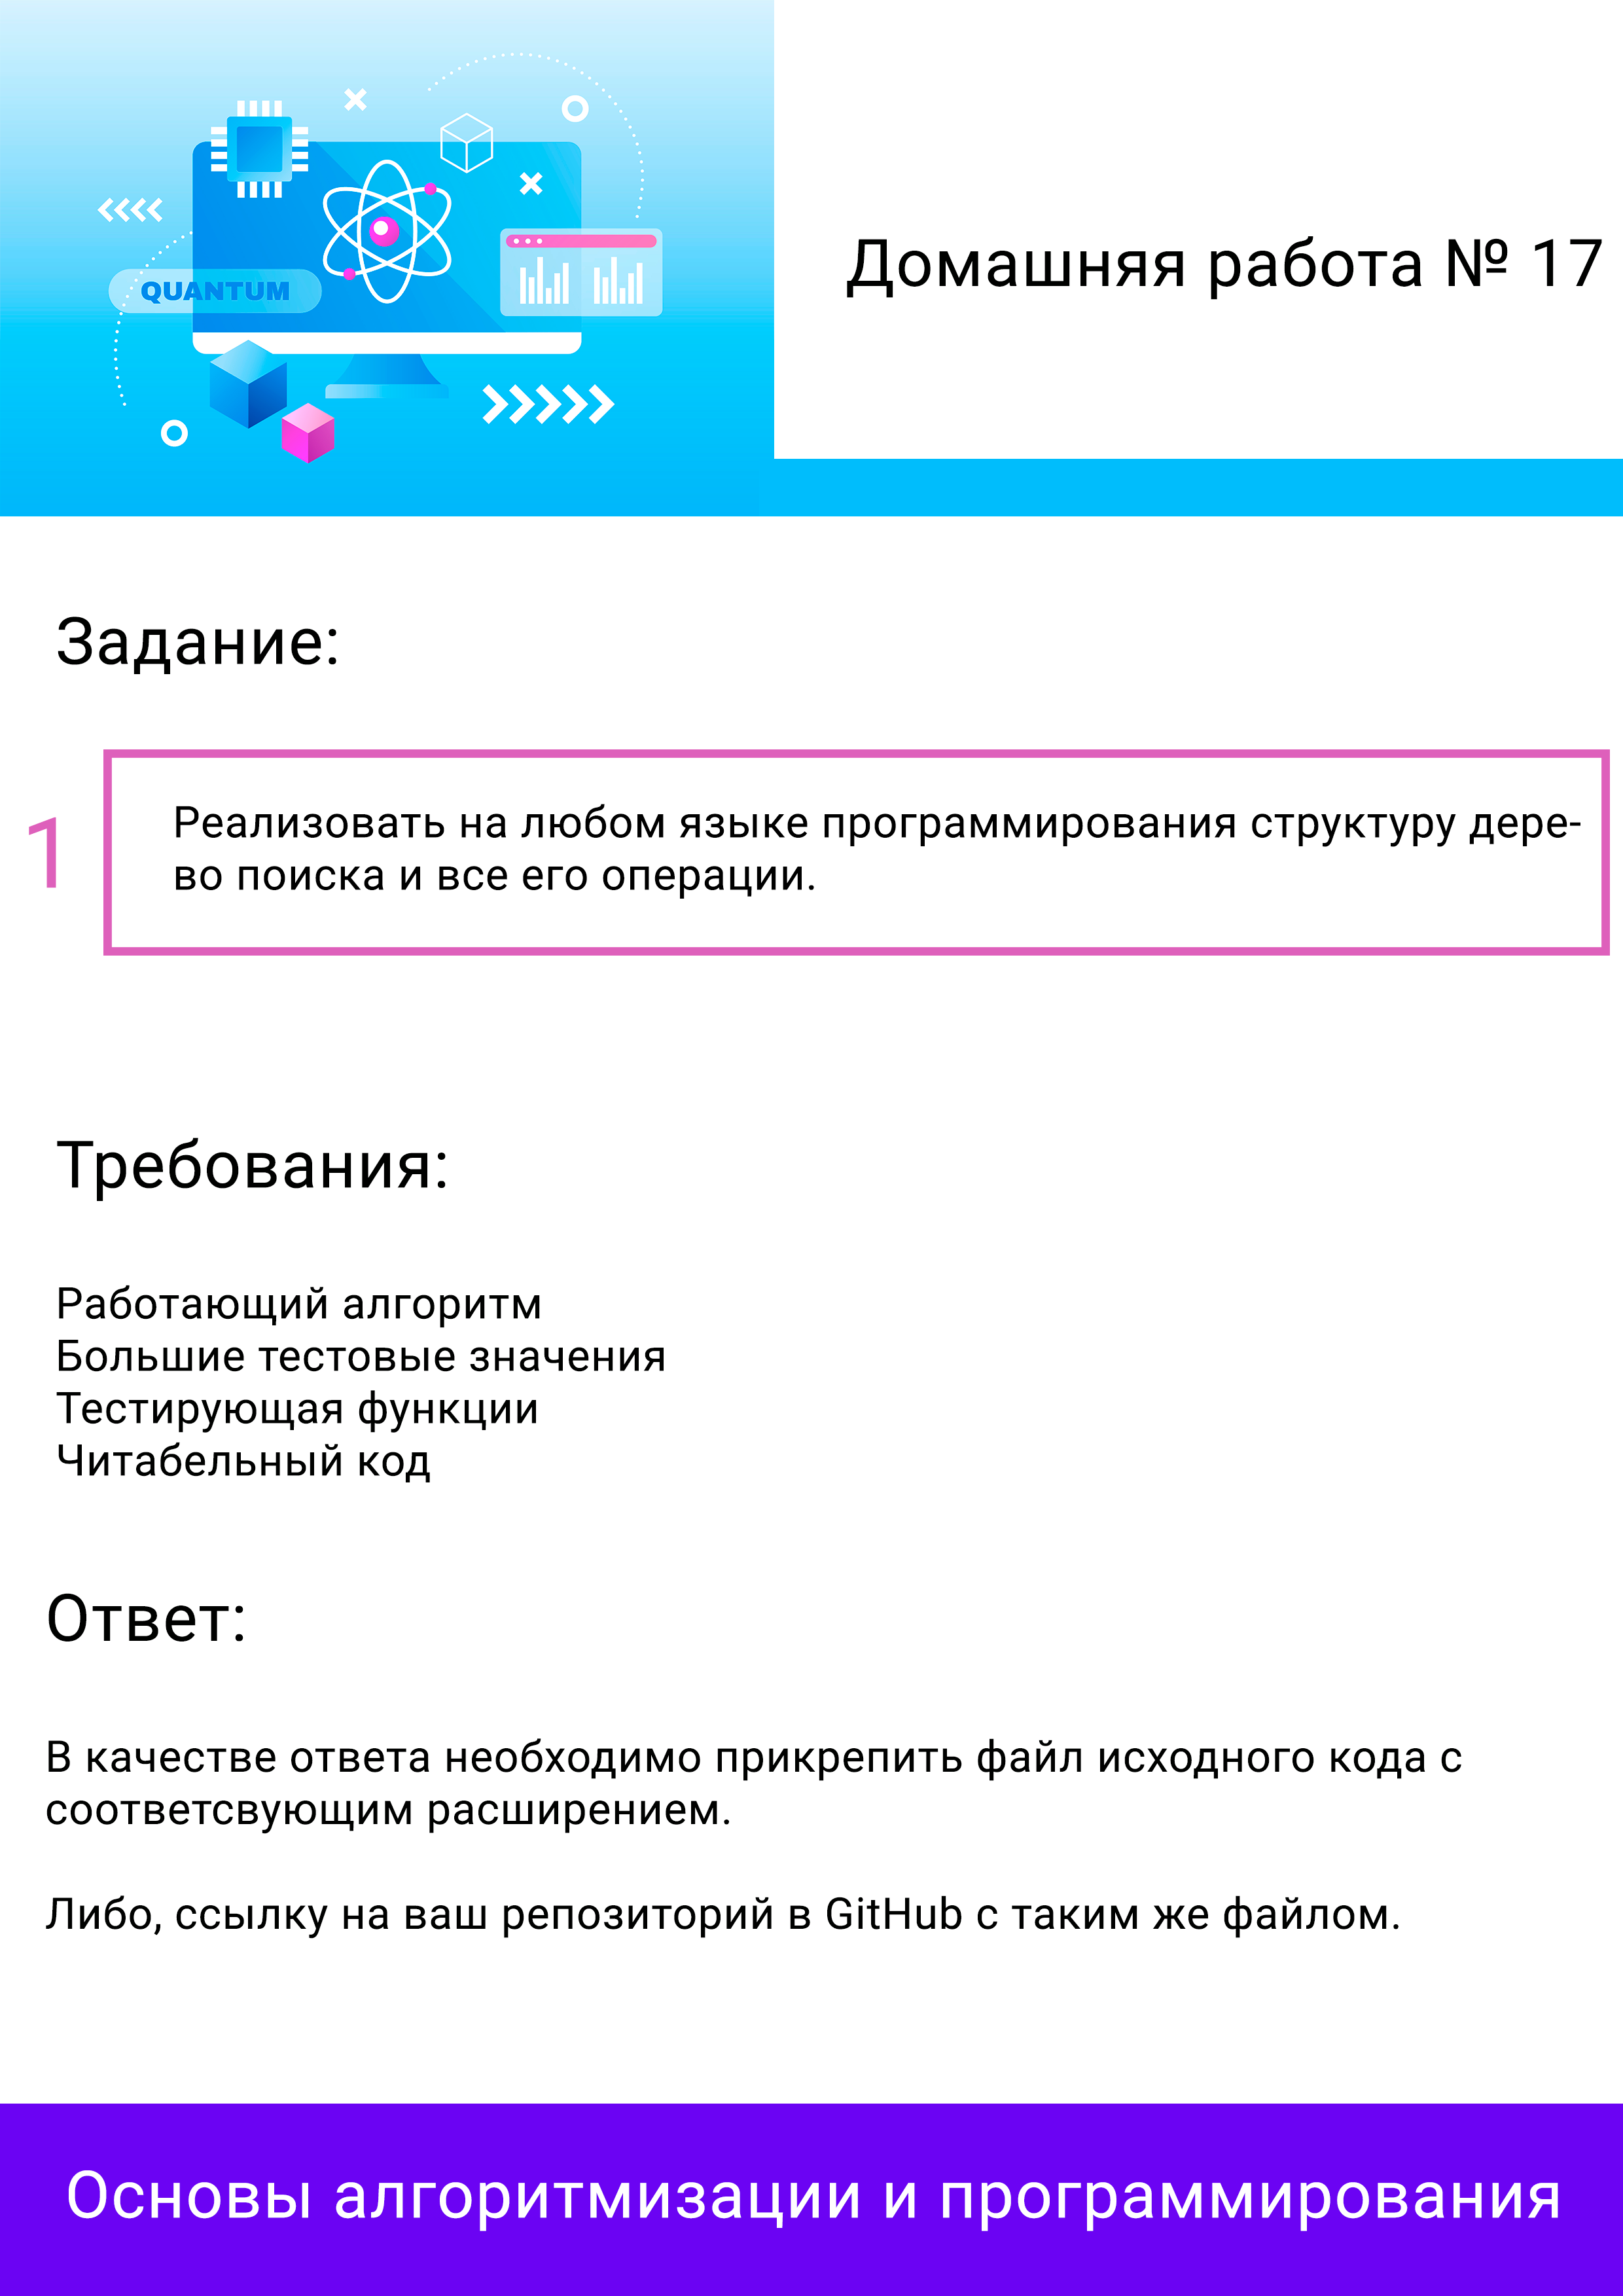 QUANTUM
Домашняя работа № 17
Задание:
1
Реализовать на любом языке программирования структуру дере-
во поиска и все его операции.
Требования:
Работающий алгоритм
Большие тестовые значения
Тестирующая функции
Читабельный код
Ответ:
В качестве ответа необходимо прикрепить файл исходного кода с
соответсвующим расширением.
Либо, ссылку на ваш репозиторий в GitHub с таким же файлом.
Основы алгоритмизации и программирования